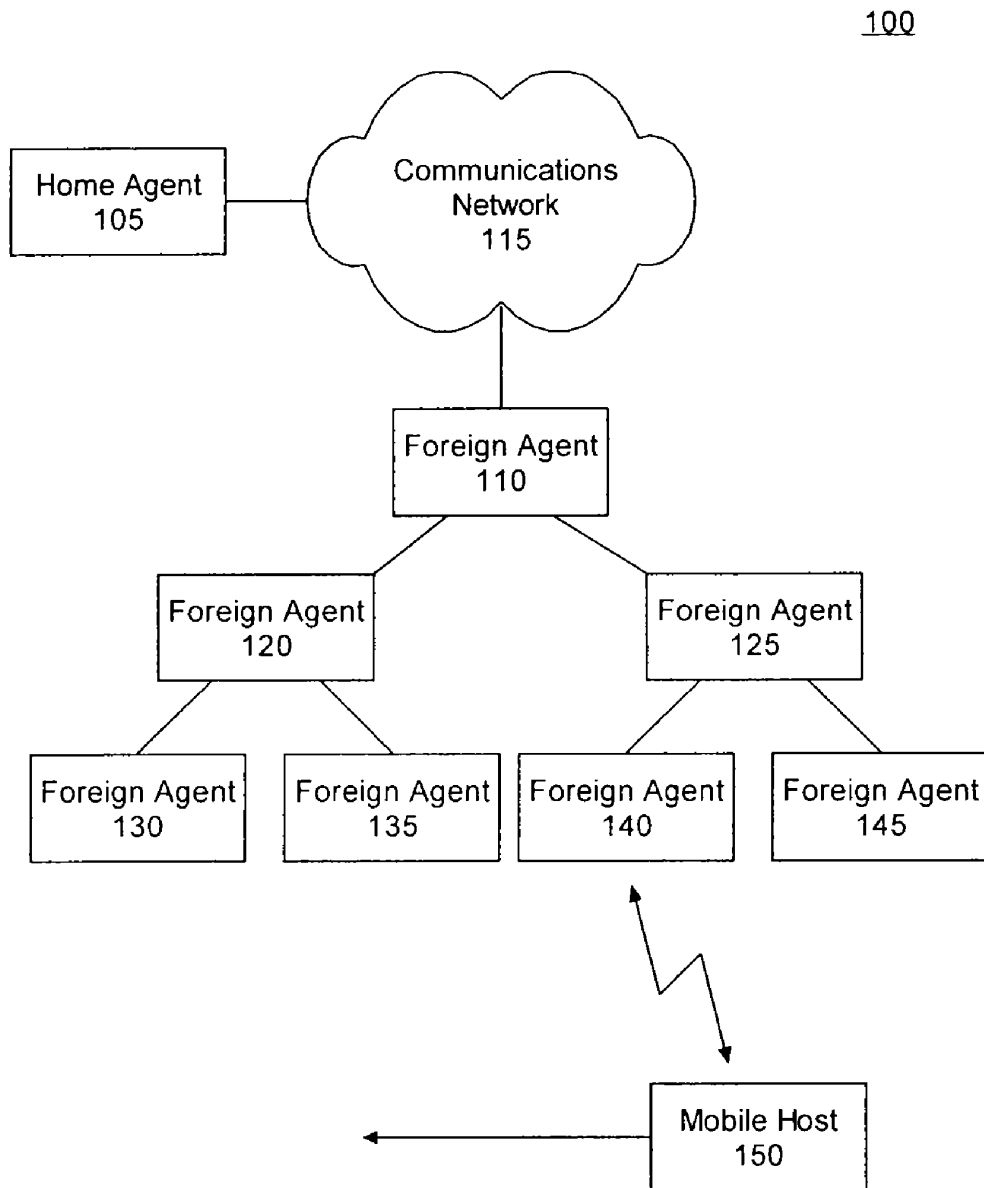 100
Communications
Network
115
Home Agent
105
Foreign Agent
110
Foreign Agent
120
Foreign Agent
125
Foreign Agent
130
Foreign Agent
135
Foreign Agent
140
Foreign Agent
145
Mobile Host
150